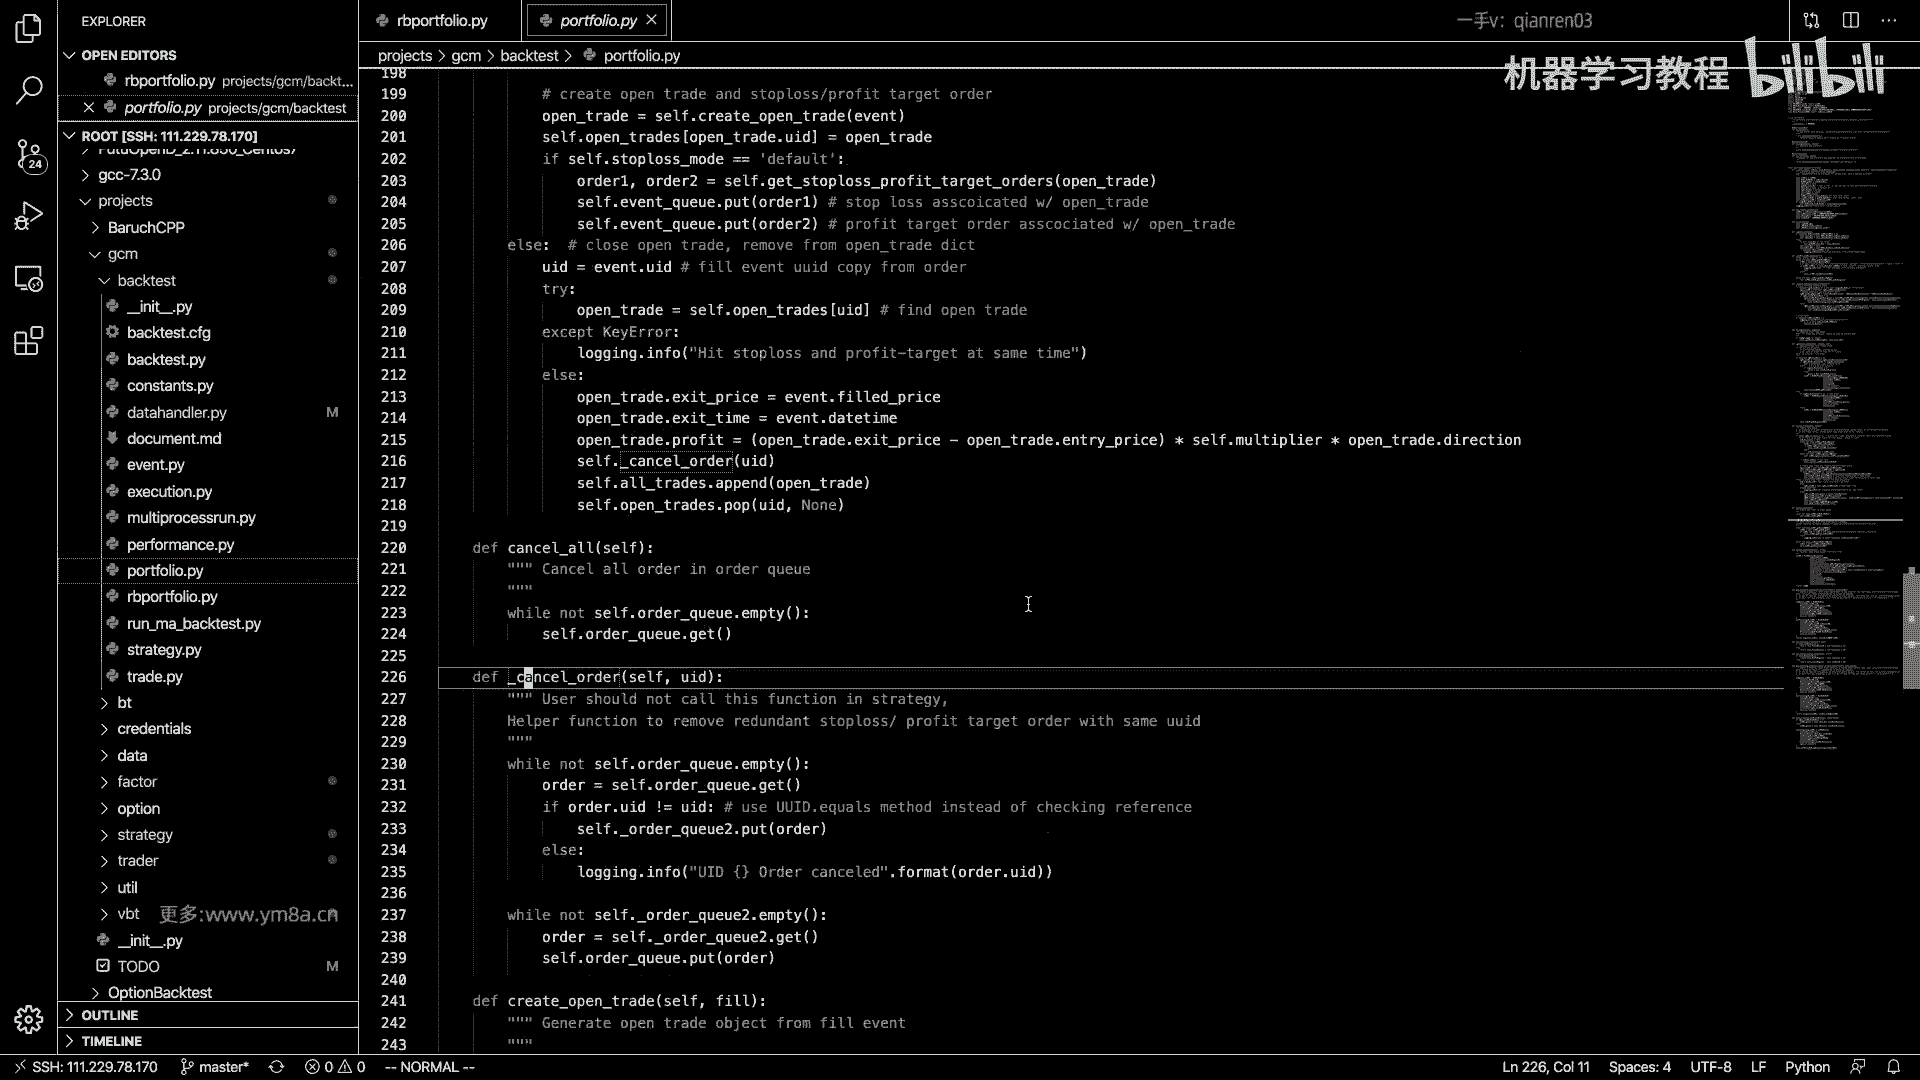 EXPLORER
OPEN EDITORS
rbportfolio.py projects/gcm/backt...
portfolio.py projects/gcm/backtest
ROOT [SSH: 111.229.78.170]
gcc-7.3.0
projects
BaruchCPP
gcm
backtest
__init__.py
backtest.cfg
backtest.py
constants.py
datahandler.py M
document.md
event.py
execution.py
multiprocessrun.py
performance.py
portfolio.py
rbportfolio.py
run_ma_backtest.py
strategy.py
trade.py
bt
credentials
data
factor
option
strategy
trader
util
vbt
更多:www.ym8a.cn
__init__.py
TODO M
OptionBacktest
OUTLINE
TIMELINE
24
rbportfolio.py
portfolio.py
一手v: qianren03
projects > gcm > backtest > portfolio.py
机器学习教程 bilibili
198
199 # create open trade and stoploss/profit target order
200 open_trade = self.create_open_trade(event)
201 self.open_trades[open_trade.uid] = open_trade
202 if self.stoploss_mode == 'default':
203 order1, order2 = self.get_stoploss_profit_target_orders(open_trade)
204 self.event_queue.put(order1) # stop loss asscoicated w/ open_trade
205 self.event_queue.put(order2) # profit target order asscociated w/ open_trade
206 else: # close open trade, remove from open_trade dict
207 uid = event.uid # fill event uuid copy from order
208 try:
209 open_trade = self.open_trades[uid] # find open trade
210 except KeyError:
211 logging.info("Hit stoploss and profit-target at same time")
212 else:
213 open_trade.exit_price = event.filled_price
214 open_trade.exit_time = event.datetime
215 open_trade.profit = (open_trade.exit_price - open_trade.entry_price) * self.multiplier * open_trade.direction
216 self._cancel_order(uid)
217 self.all_trades.append(open_trade)
218 self.open_trades.pop(uid, None)
219
220 def cancel_all(self):
221 """ Cancel all order in order queue
222 """
223 while not self.order_queue.empty():
224 self.order_queue.get()
225
226 def _cancel_order(self, uid):
227 """ User should not call this function in strategy,
228 Helper function to remove redundant stoploss/ profit target order with same uuid
229 """
230 while not self.order_queue.empty():
231 order = self.order_queue.get()
232 if order.uid != uid: # use UUID.equals method instead of checking reference
233 self._order_queue2.put(order)
234 else:
235 logging.info("UID {} Order canceled".format(order.uid))
236
237 while not self._order_queue2.empty():
238 order = self._order_queue2.get()
239 self.order_queue.put(order)
240
241 def create_open_trade(self, fill):
242 """ Generate open trade object from fill event
243 """
SSH: 111.229.78.170 master* 0 0 -- NORMAL -- Ln 226, Col 11 Spaces: 4 UTF-8 LF Python